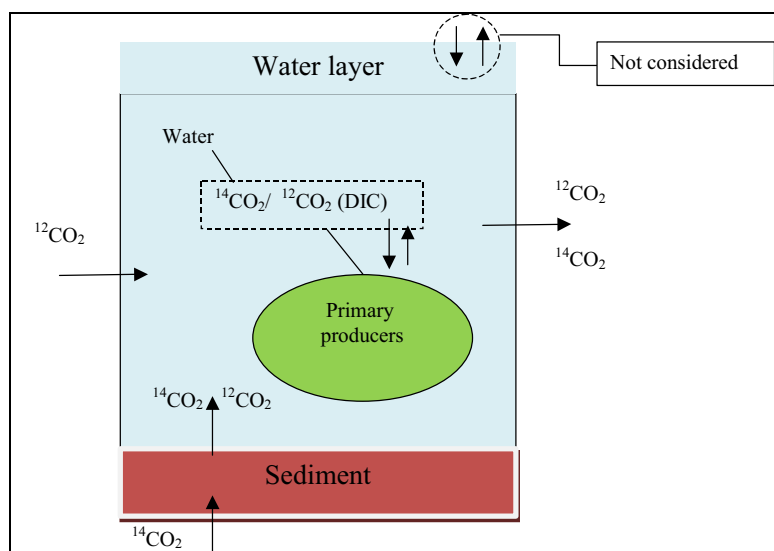 Water layer
Not considered
Water
¹⁴CO₂/ ¹²CO₂ (DIC)
¹²CO₂
¹²CO₂
¹⁴CO₂
Primary
producers
¹⁴CO₂ ¹²CO₂
Sediment
¹⁴CO₂